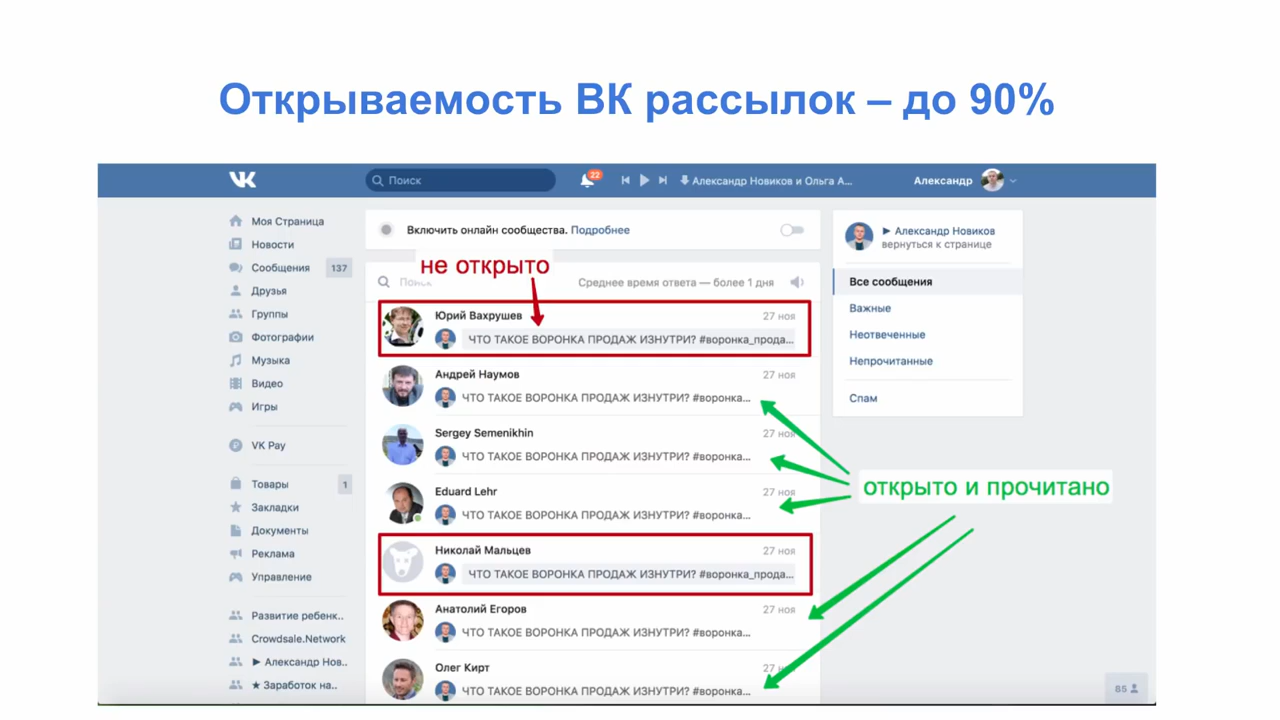 Открываемость ВК рассылок – до 90%
Поиск
22
Александр Новиков и Ольга А...
Александр
Моя Страница
Новости
Сообщения 137
Друзья
Группы
Фотографии
Музыка
Видео
Игры
VK Pay
Товары 1
Закладки
Документы
Реклама
Управление
Развитие ребенк..
Crowdsale.Network
► Александр Нов..
★ Заработок на..
Включить онлайн сообщества. Подробнее
не открыто
Поиск
Среднее время ответа — более 1 дня
Юрий Вахрушев 27 ноя
ЧТО ТАКОЕ ВОРОНКА ПРОДАЖ ИЗНУТРИ? #воронка_прода...
Андрей Наумов 27 ноя
ЧТО ТАКОЕ ВОРОНКА ПРОДАЖ ИЗНУТРИ? #воронка...
Sergey Semenikhin 27 ноя
ЧТО ТАКОЕ ВОРОНКА ПРОДАЖ ИЗНУТРИ? #воронка...
Eduard Lehr 27 ноя
ЧТО ТАКОЕ ВОРОНКА ПРОДАЖ ИЗНУТРИ? #воронка...
Николай Мальцев 27 ноя
ЧТО ТАКОЕ ВОРОНКА ПРОДАЖ ИЗНУТРИ? #воронка_прода...
Анатолий Егоров 27 ноя
ЧТО ТАКОЕ ВОРОНКА ПРОДАЖ ИЗНУТРИ? #воронка...
Олег Кирт 27 ноя
ЧТО ТАКОЕ ВОРОНКА ПРОДАЖ ИЗНУТРИ? #воронка...
► Александр Новиков
вернуться к странице
Все сообщения
Важные
Неотвеченные
Непрочитанные
Спам
открыто и прочитано
85